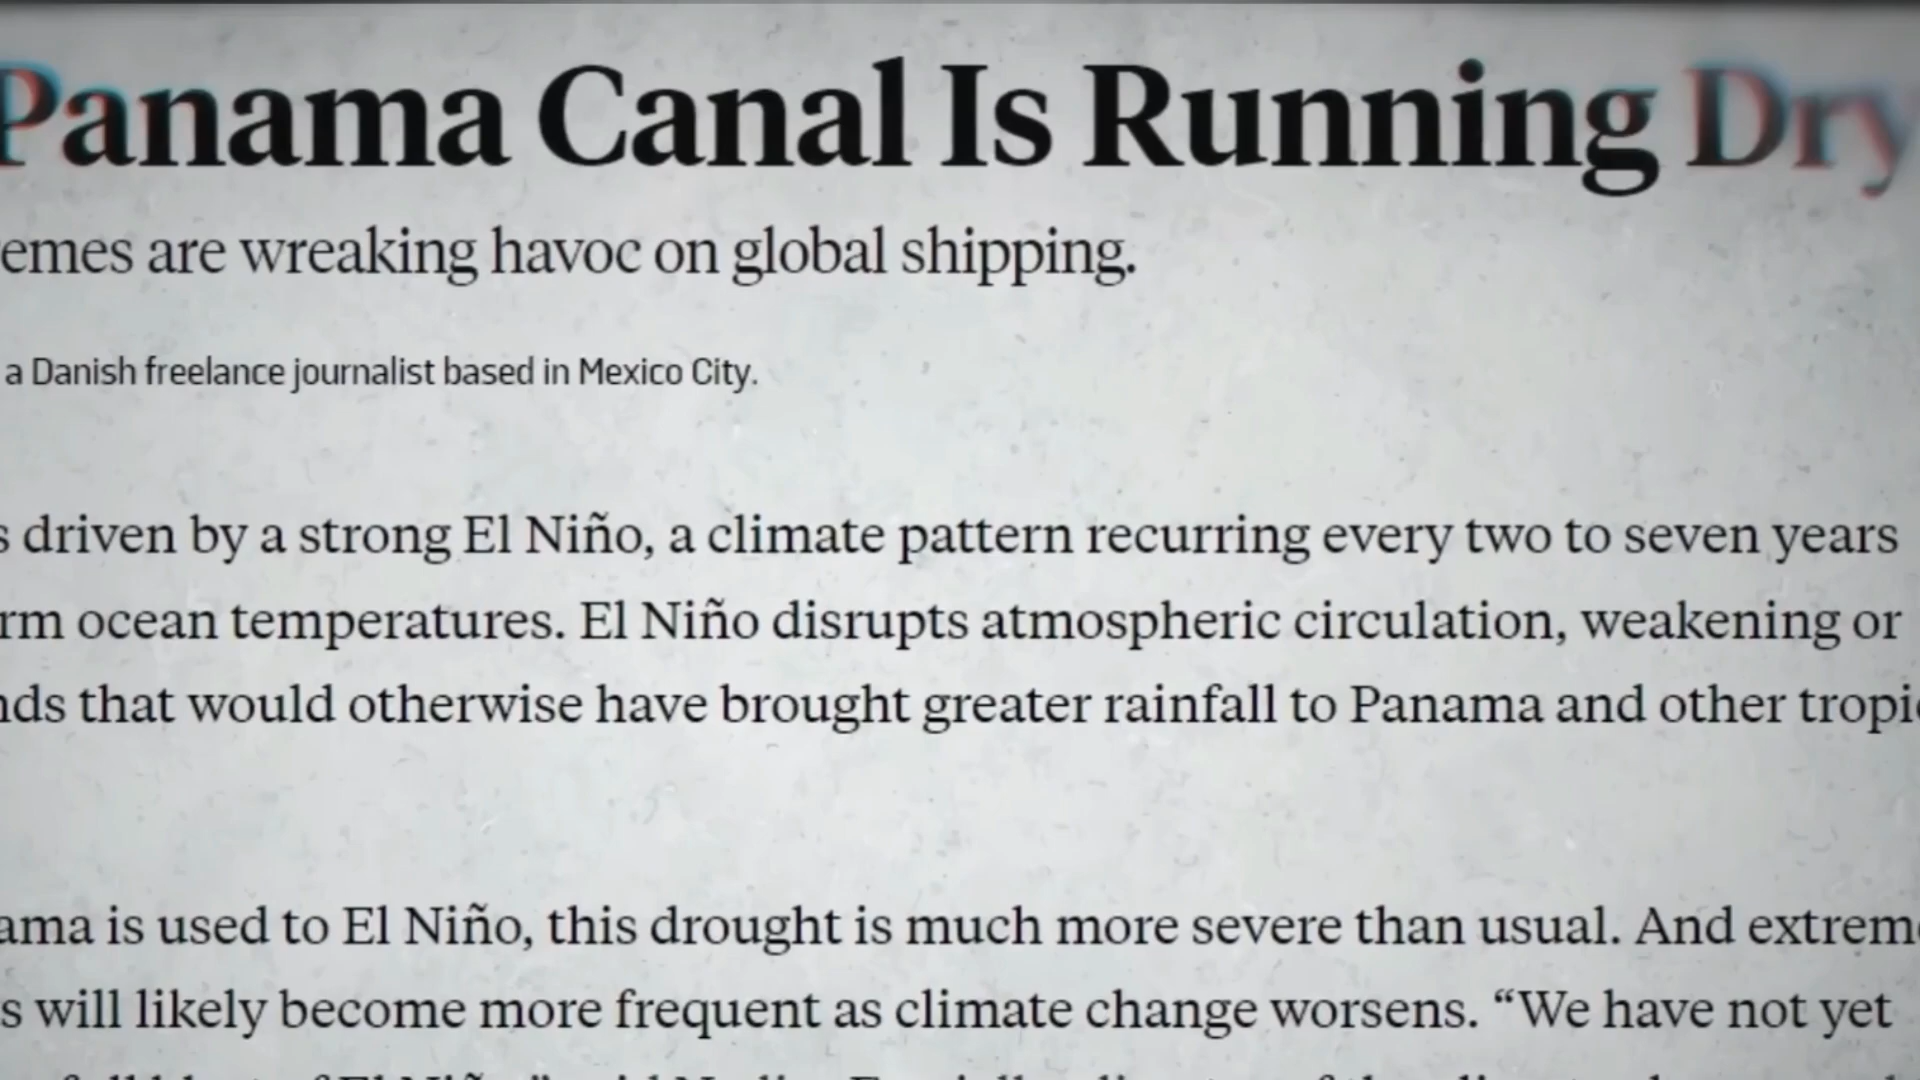 Panama Canal Is Running Dry
emes are wreaking havoc on global shipping.
a Danish freelance journalist based in Mexico City.
s driven by a strong El Niño, a climate pattern recurring every two to seven years
rm ocean temperatures. El Niño disrupts atmospheric circulation, weakening or
nds that would otherwise have brought greater rainfall to Panama and other tropic
ama is used to El Niño, this drought is much more severe than usual. And extreme
s will likely become more frequent as climate change worsens. “We have not yet